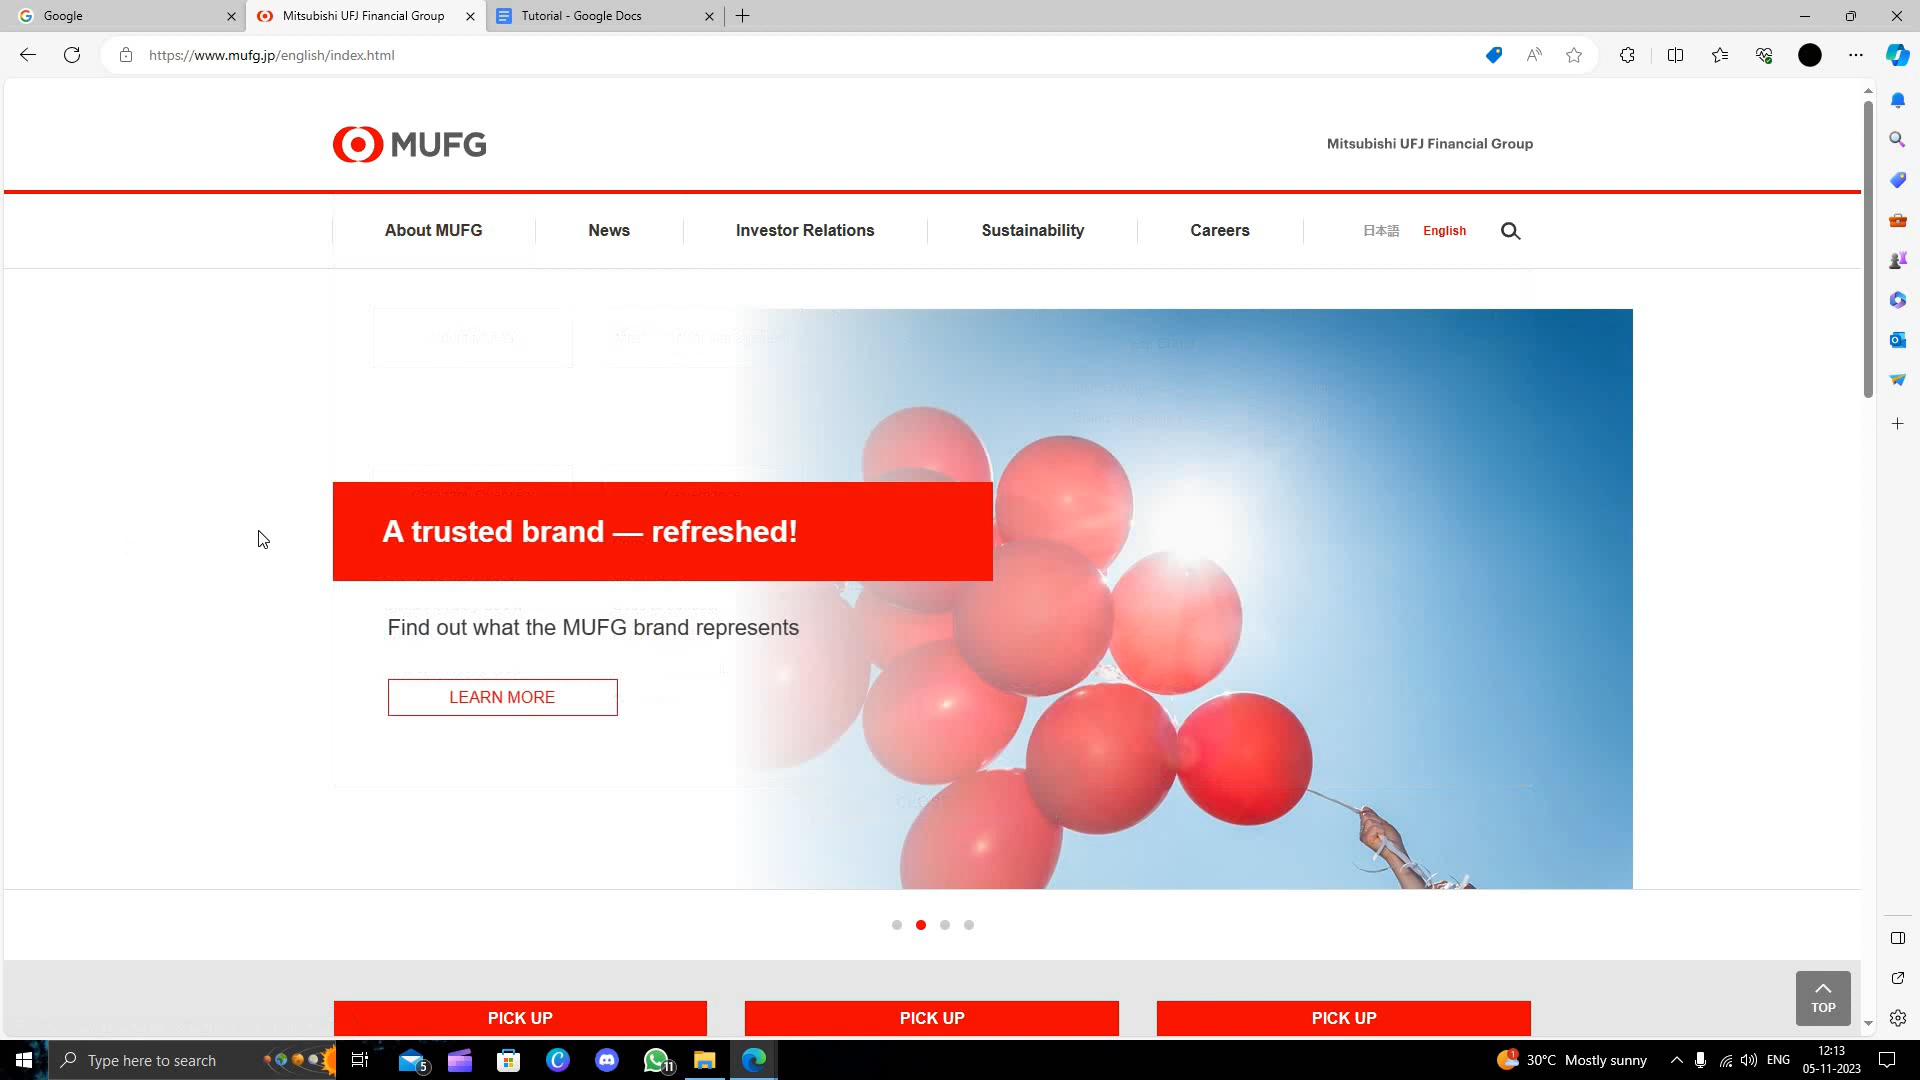 Google
Mitsubishi UFJ Financial Group
Tutorial - Google Docs
https://www.mufg.jp/english/index.html
MUFG
Mitsubishi UFJ Financial Group
About MUFG
News
Investor Relations
Sustainability
Careers
日本語
English
A trusted brand — refreshed!
Find out what the MUFG brand represents
LEARN MORE
TOP
PICK UP
PICK UP
PICK UP
Type here to search
5
11
1
30°C Mostly sunny
ENG
12:13
05-11-2023